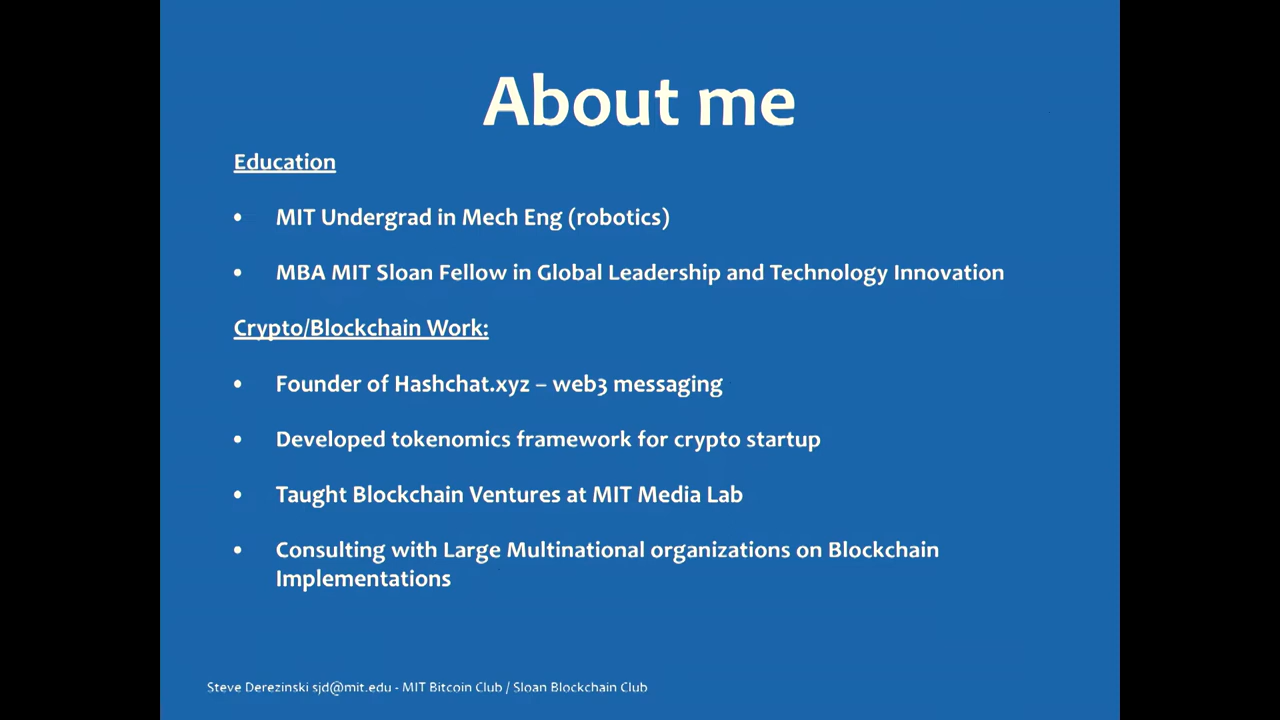 About me
Education
• MIT Undergrad in Mech Eng (robotics)
• MBA MIT Sloan Fellow in Global Leadership and Technology Innovation
Crypto/Blockchain Work:
• Founder of Hashchat.xyz – web3 messaging
• Developed tokenomics framework for crypto startup
• Taught Blockchain Ventures at MIT Media Lab
• Consulting with Large Multinational organizations on Blockchain
Implementations
Steve Derezinski sjd@mit.edu - MIT Bitcoin Club / Sloan Blockchain Club